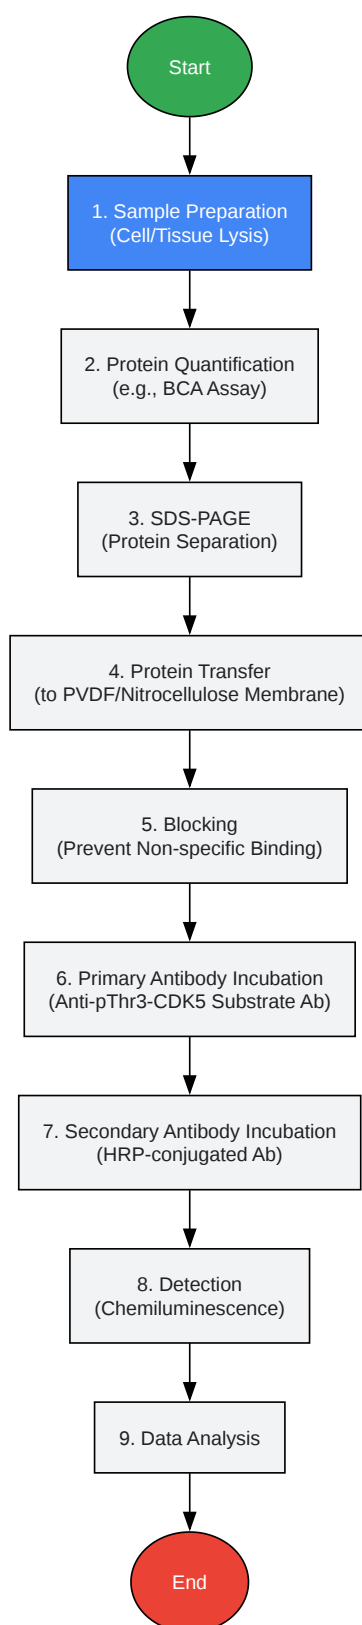 Start
1. Sample Preparation
(Cell/Tissue Lysis)
2. Protein Quantification
(e.g., BCA Assay)
3. SDS-PAGE
(Protein Separation)
4. Protein Transfer
(to PVDF/Nitrocellulose Membrane)
5. Blocking
(Prevent Non-specific Binding)
6. Primary Antibody Incubation
(Anti-pThr3-CDK5 Substrate Ab)
7. Secondary Antibody Incubation
(HRP-conjugated Ab)
8. Detection
(Chemiluminescence)
9. Data Analysis
End